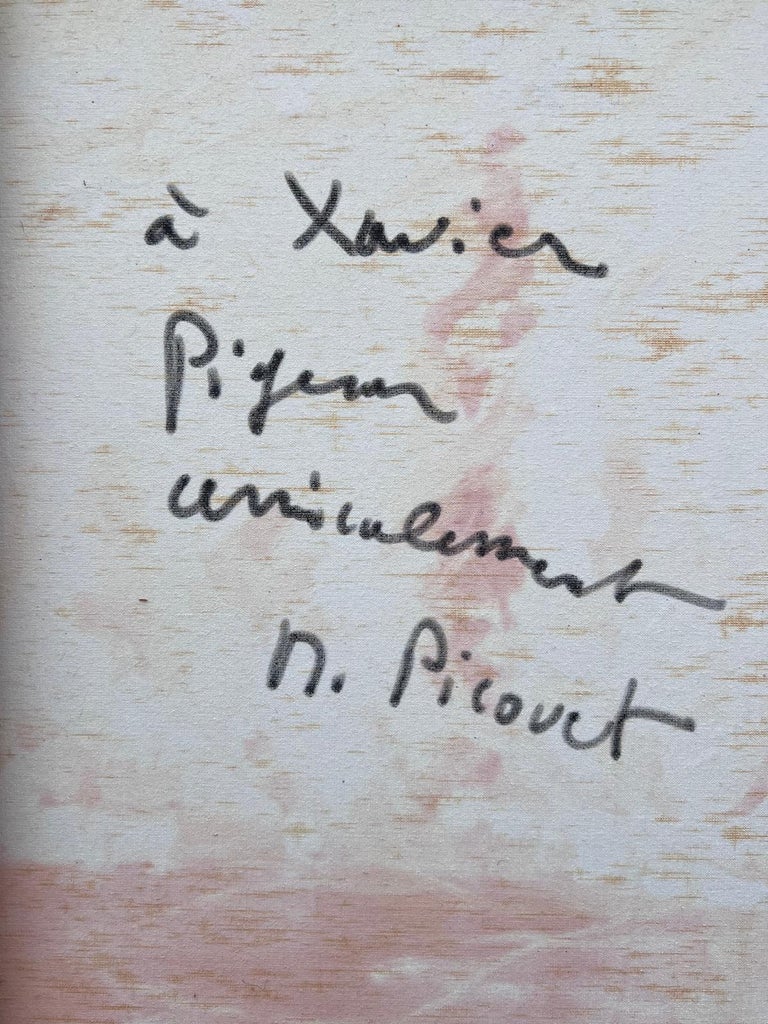 à Xavier
Pigeon
amicalement
M. Picouet